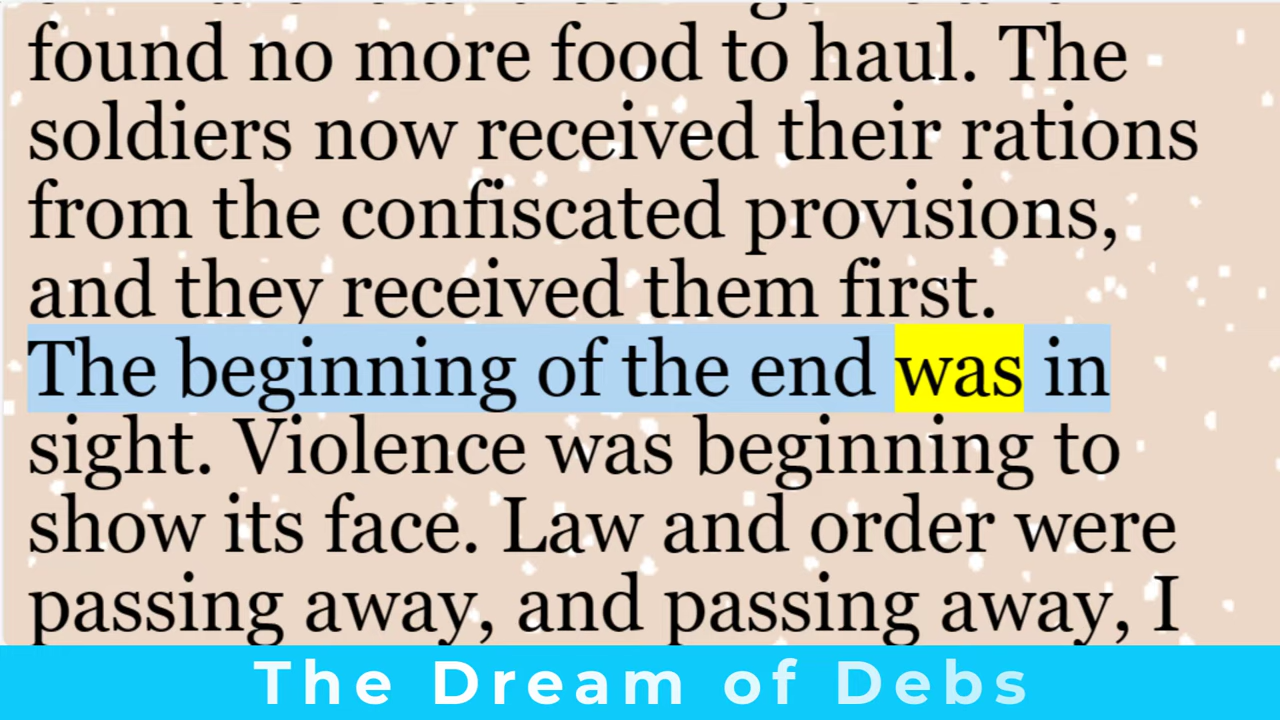 found no more food to haul. The
soldiers now received their rations
from the confiscated provisions,
and they received them first.
The beginning of the end was in
sight. Violence was beginning to
show its face. Law and order were
passing away, and passing away, I
The Dream of Debs